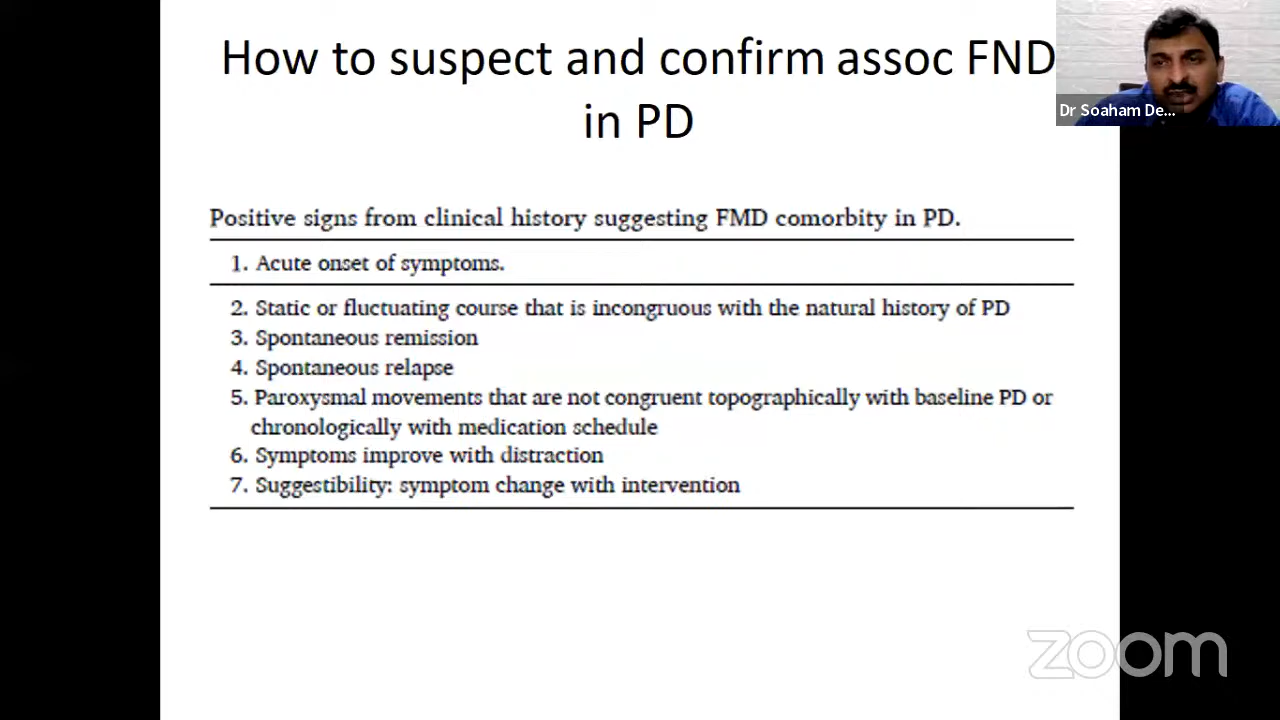 How to suspect and confirm assoc FND
in PD
Dr Soaham De...
Positive signs from clinical history suggesting FMD comorbity in PD.
1. Acute onset of symptoms.
2. Static or fluctuating course that is incongruous with the natural history of PD
3. Spontaneous remission
4. Spontaneous relapse
5. Paroxysmal movements that are not congruent topographically with baseline PD or
chronologically with medication schedule
6. Symptoms improve with distraction
7. Suggestibility: symptom change with intervention
zoom